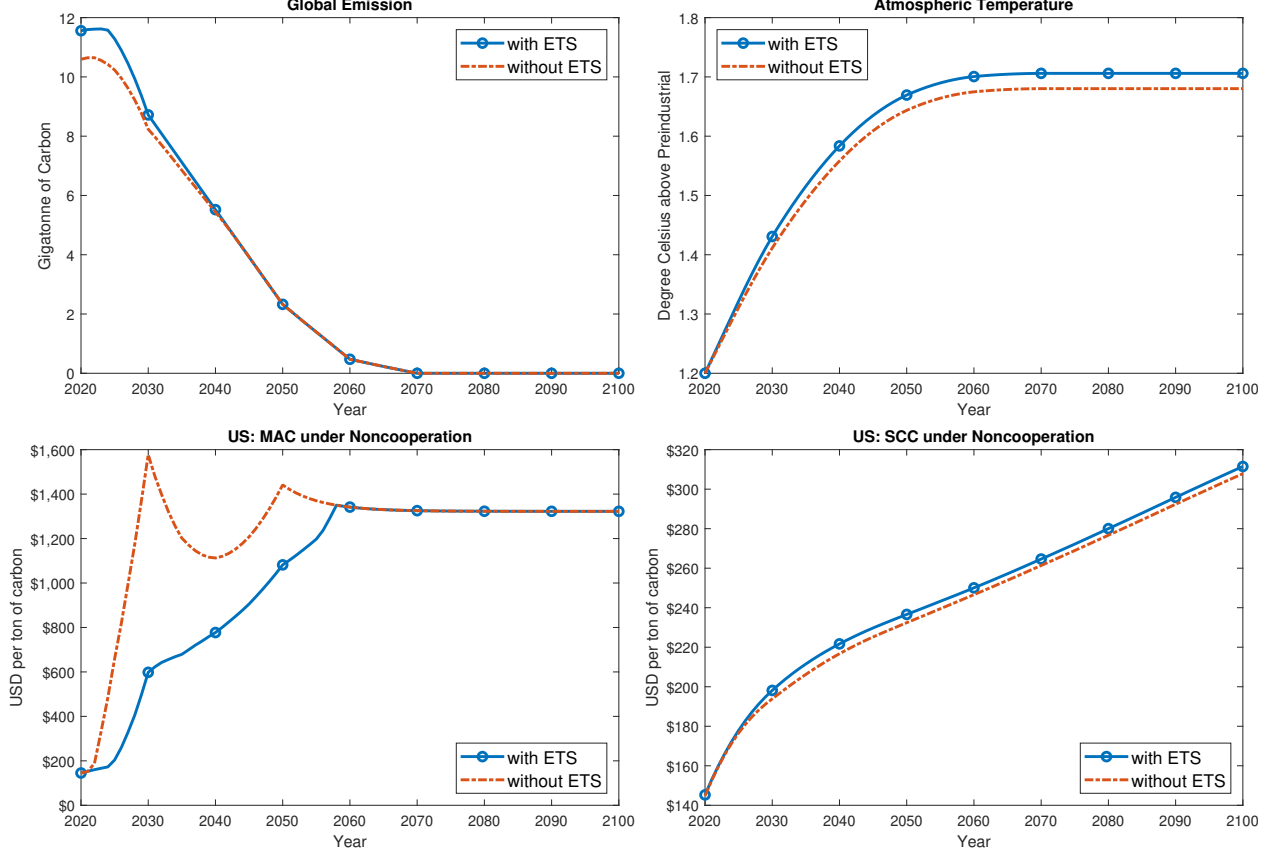 Global Emission
12
10
8
6
4
2
0
Gigatonne of Carbon
with ETS
without ETS
2020 2030 2040 2050 2060 2070 2080 2090 2100
Year
Atmospheric Temperature
1.8
1.7
1.6
1.5
1.4
1.3
1.2
Degree Celsius above Preindustrial
with ETS
without ETS
2020 2030 2040 2050 2060 2070 2080 2090 2100
Year
US: MAC under Noncooperation
$1,600
$1,400
$1,200
$1,000
$800
$600
$400
$200
$0
USD per ton of carbon
with ETS
without ETS
2020 2030 2040 2050 2060 2070 2080 2090 2100
Year
US: SCC under Noncooperation
$320
$300
$280
$260
$240
$220
$200
$180
$160
$140
USD per ton of carbon
with ETS
without ETS
2020 2030 2040 2050 2060 2070 2080 2090 2100
Year